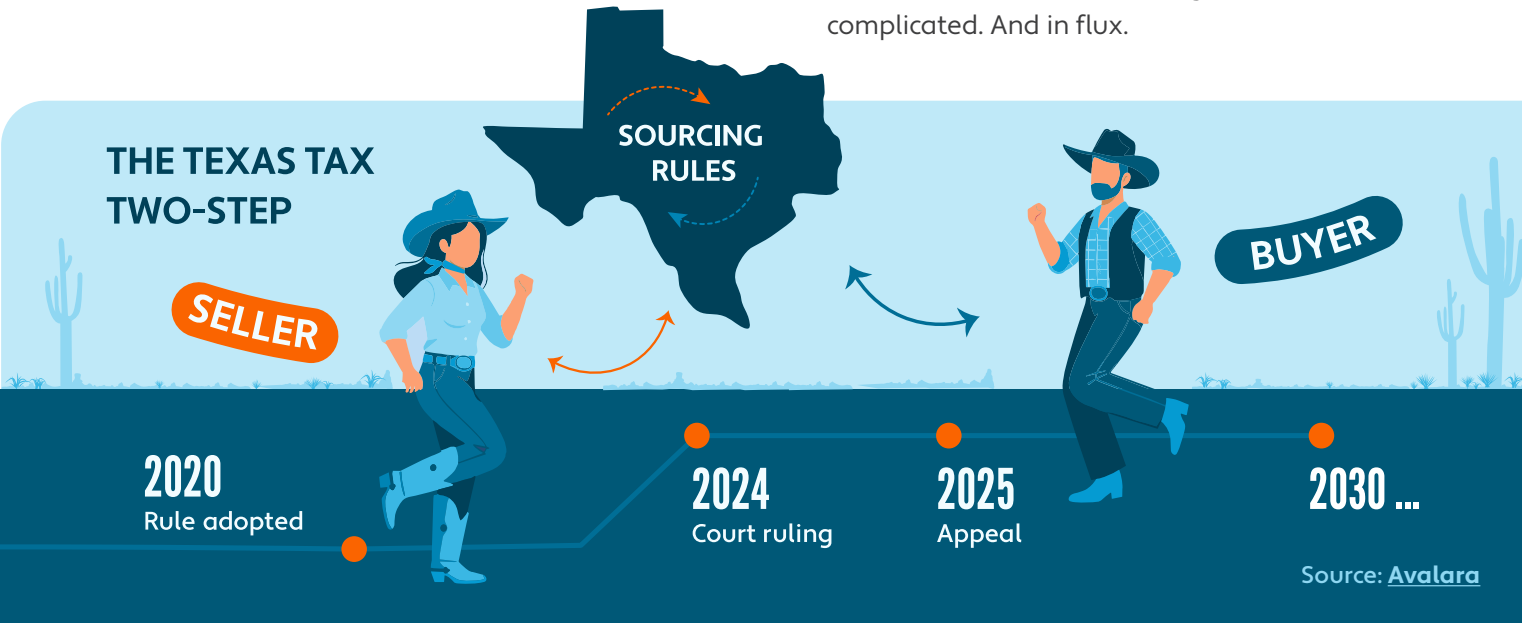 complicated. And in flux.
THE TEXAS TAX
TWO-STEP
SOURCING
RULES
SELLER
BUYER
2020
Rule adopted
2024
Court ruling
2025
Appeal
2030 ...
Source: Avalara